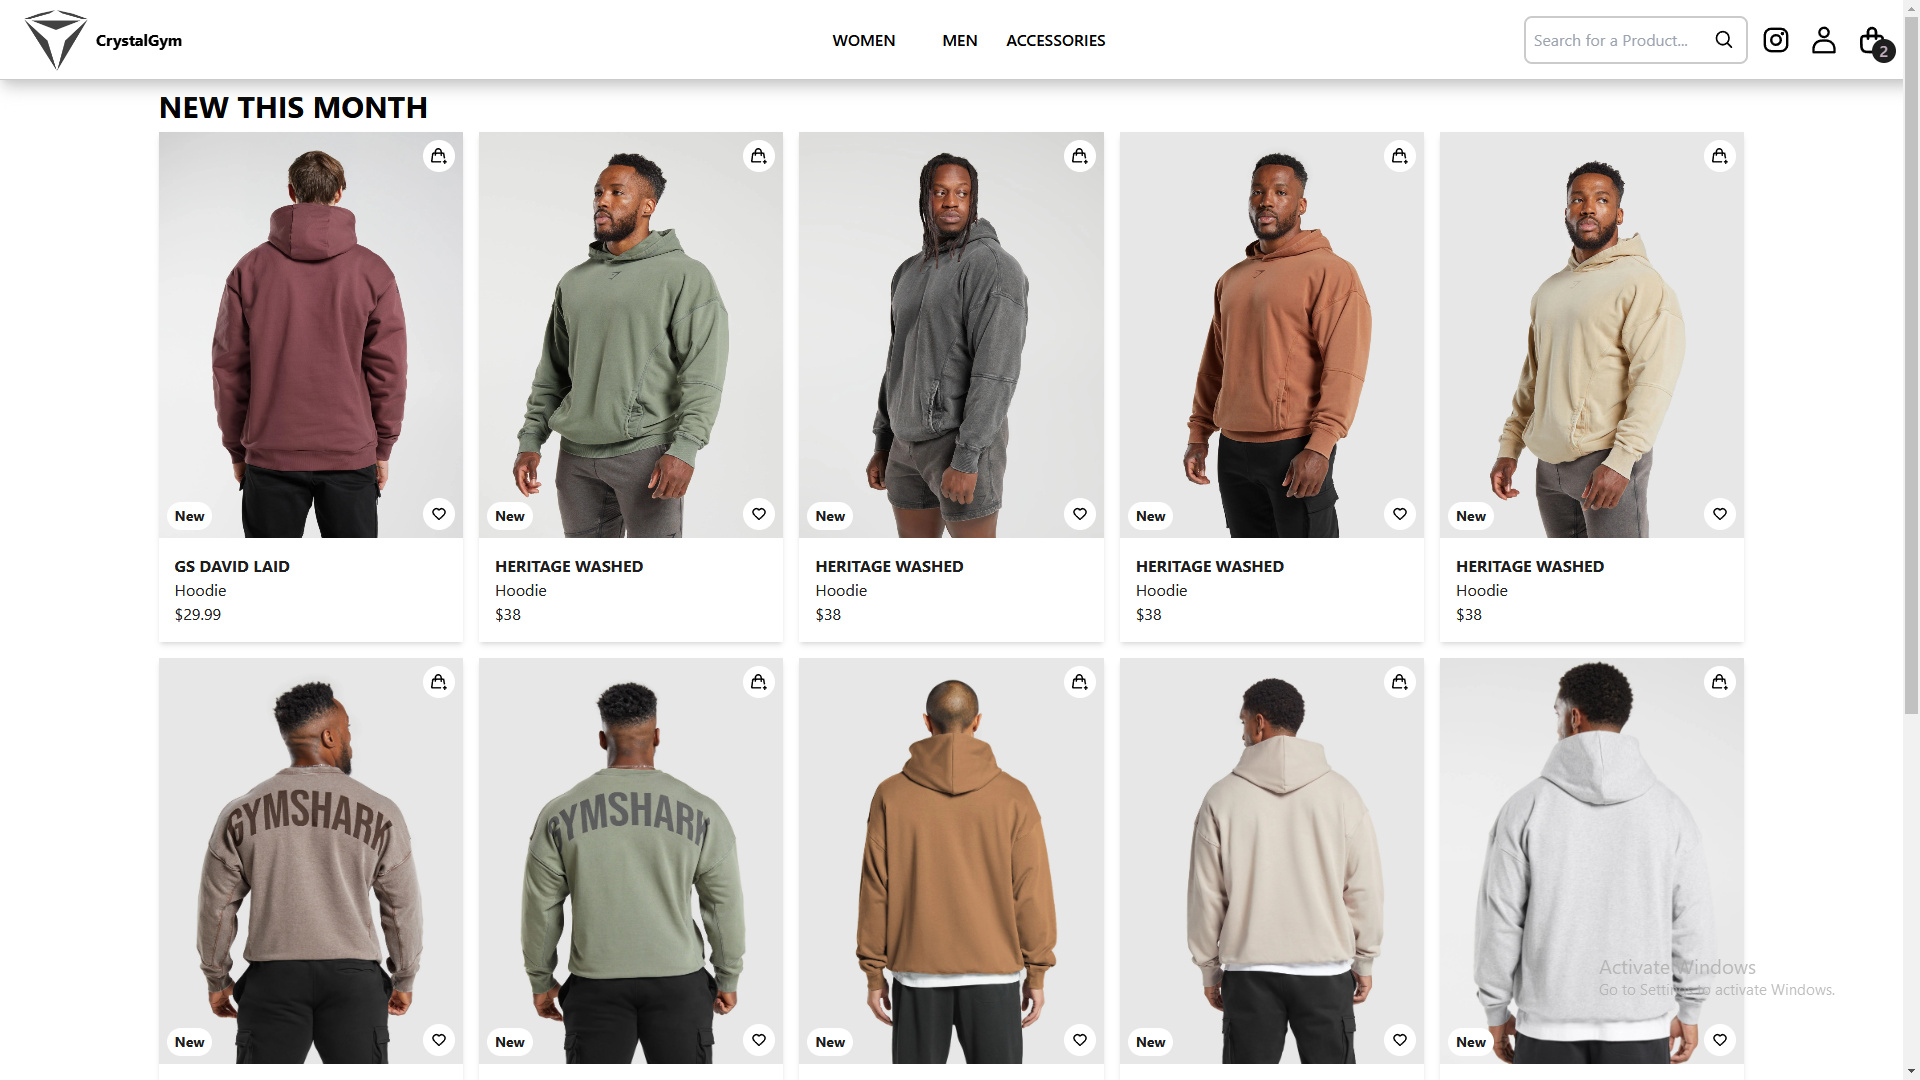 CrystalGym
WOMEN
MEN
ACCESSORIES
Search for a Product...
2
NEW THIS MONTH
New
New
New
New
New
GS DAVID LAID
Hoodie
$29.99
HERITAGE WASHED
Hoodie
$38
HERITAGE WASHED
Hoodie
$38
HERITAGE WASHED
Hoodie
$38
HERITAGE WASHED
Hoodie
$38
GYMSHARK
GYMSHARK
New
New
New
New
New
Activate Windows
Go to Settings to activate Windows.